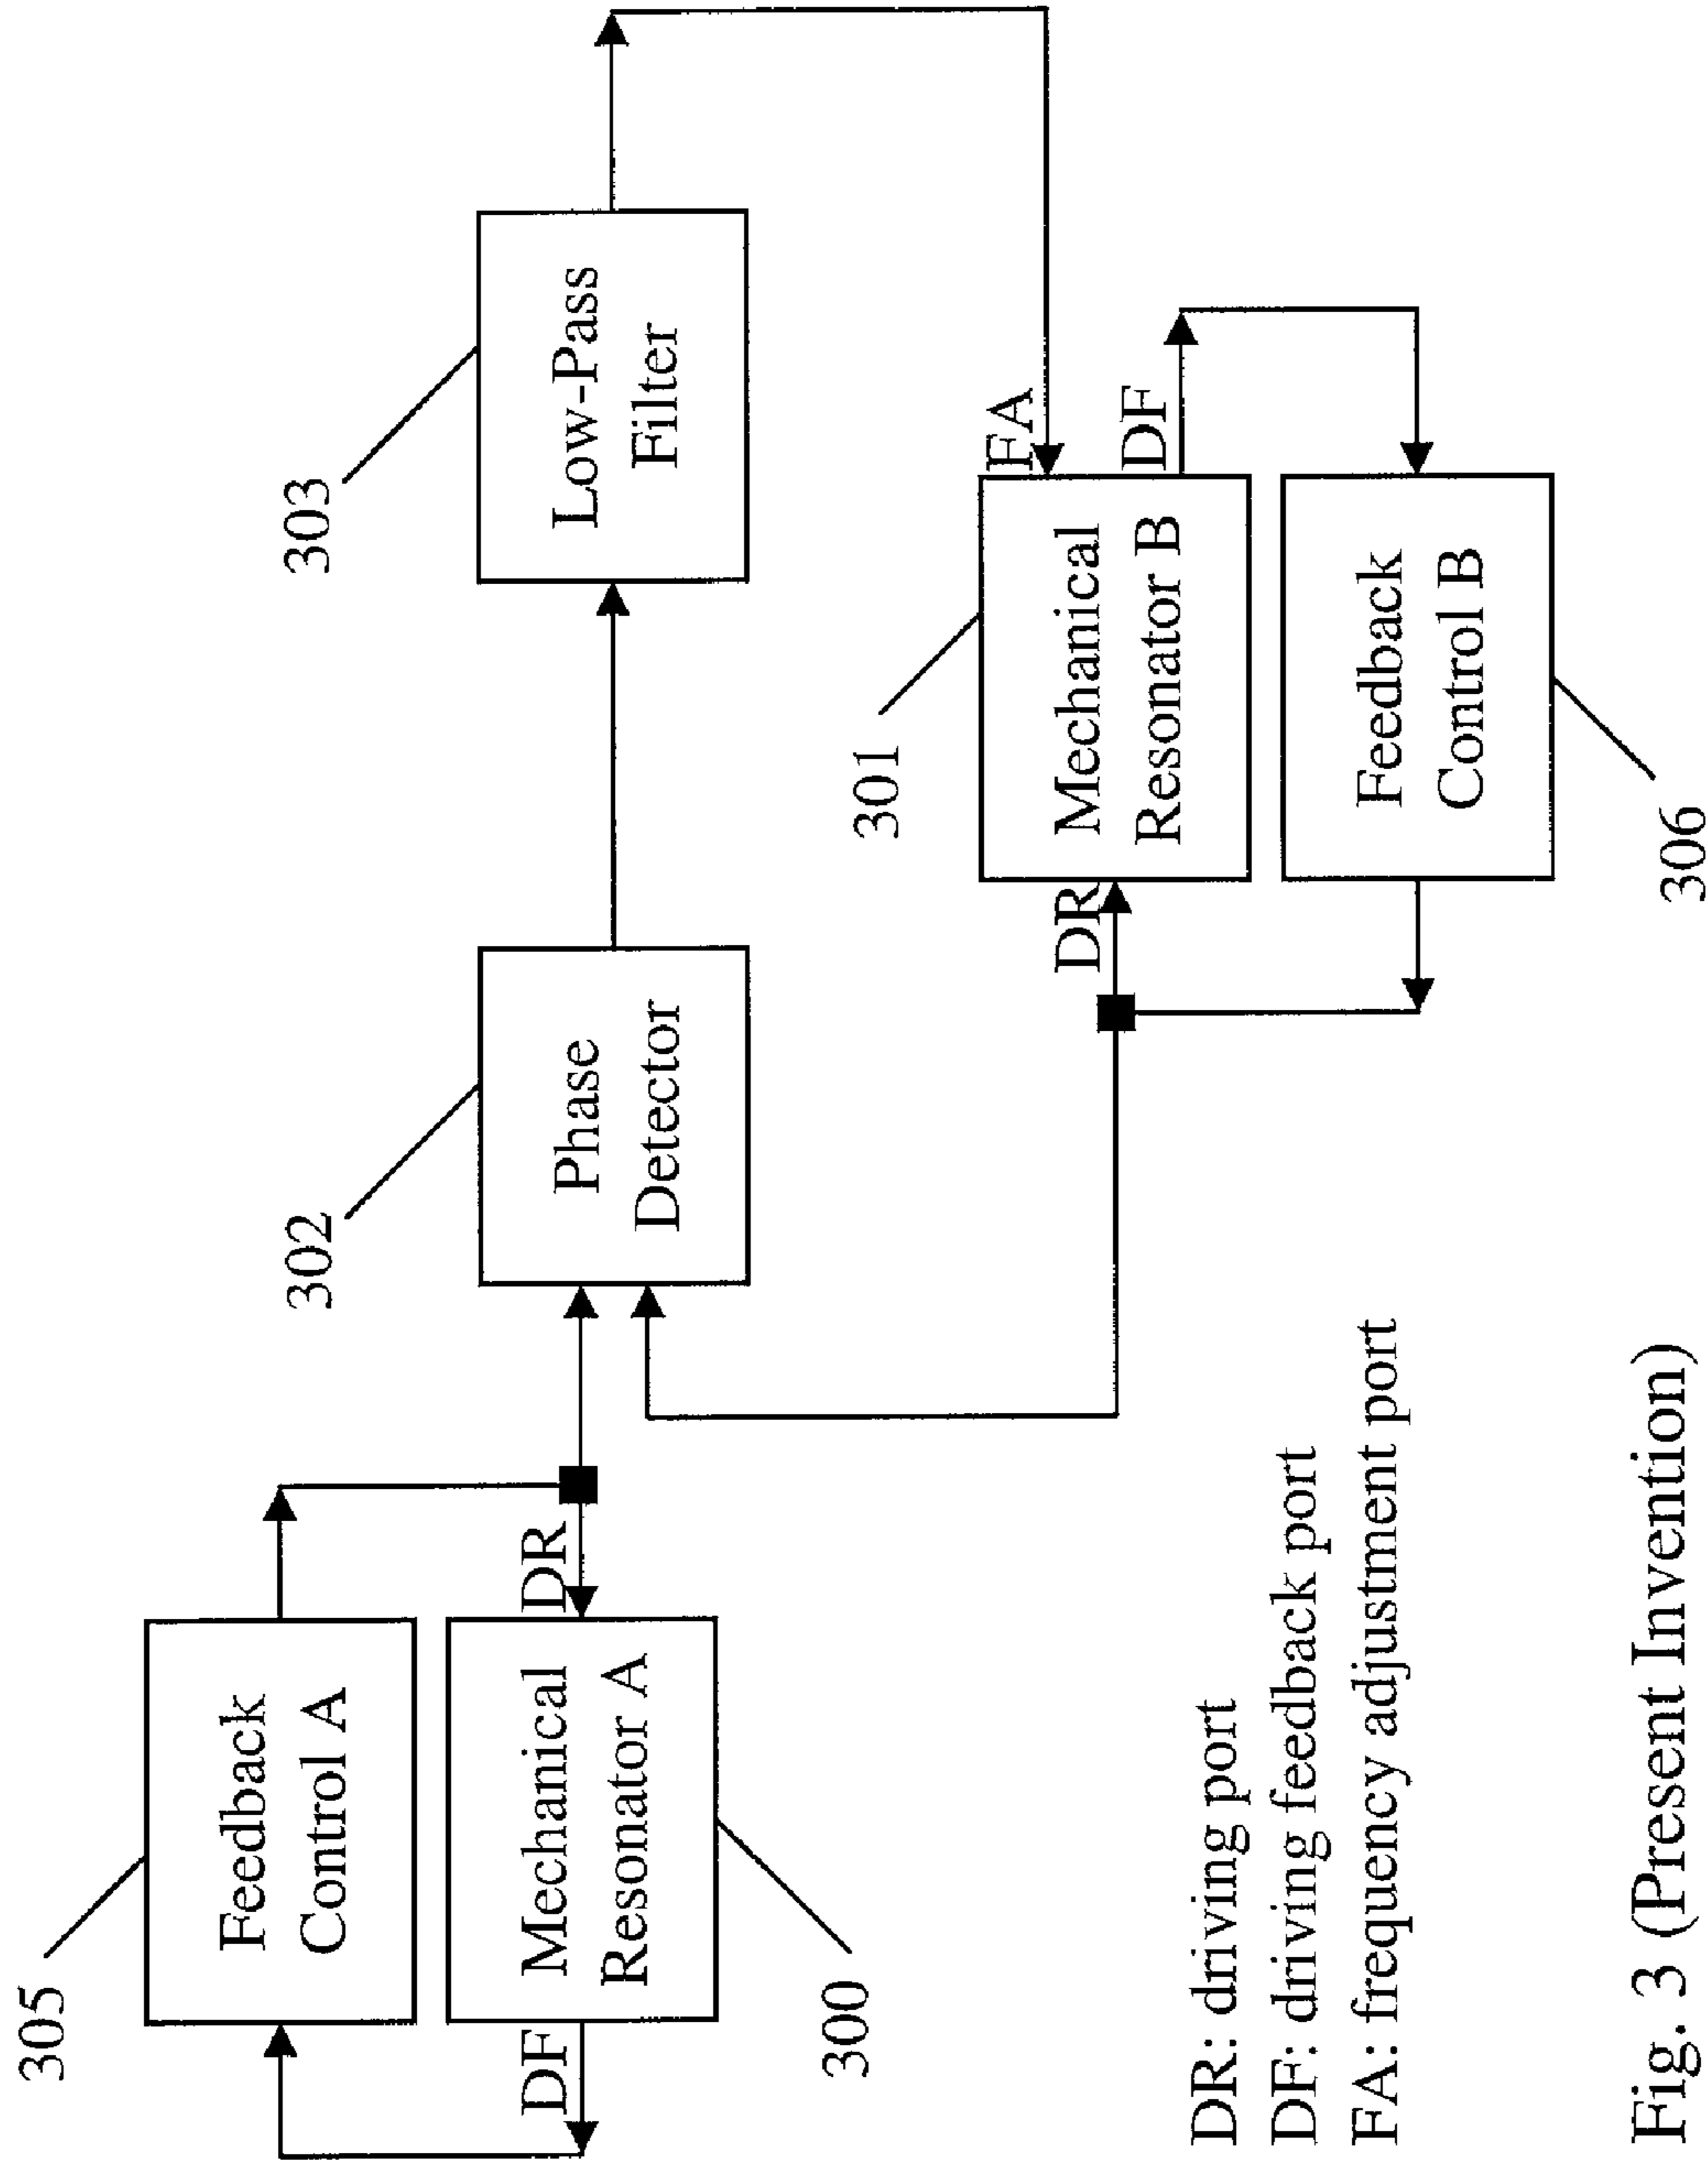 305
Feedback
Control A
DF
Mechanical
Resonator A
DR
300
302
Phase
Detector
303
Low-Pass
Filter
301
DR
Mechanical
Resonator B
FA
DF
Feedback
Control B
306
DR: driving port
DF: driving feedback port
FA: frequency adjustment port
Fig. 3 (Present Invention)